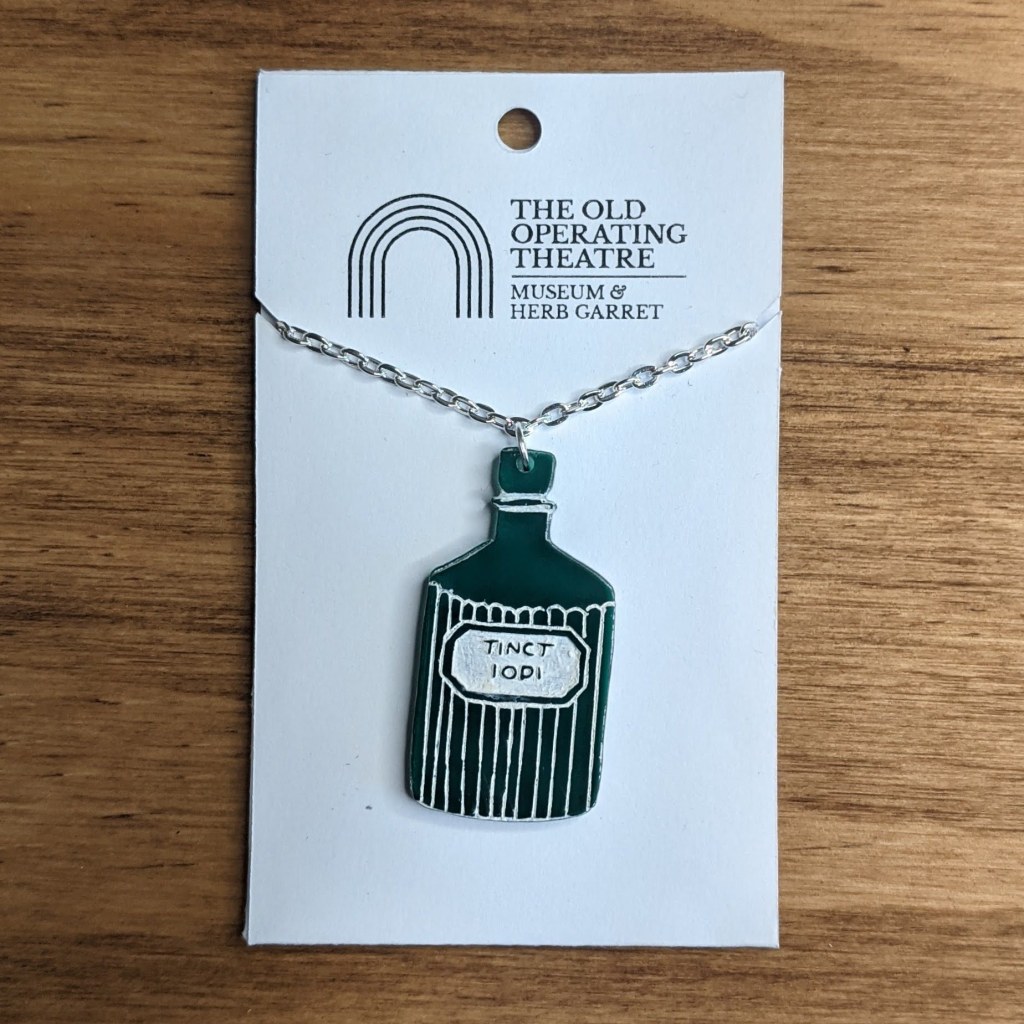 THE OLD
OPERATING
THEATRE
MUSEUM &
HERB GARRET
TINCT
IODI